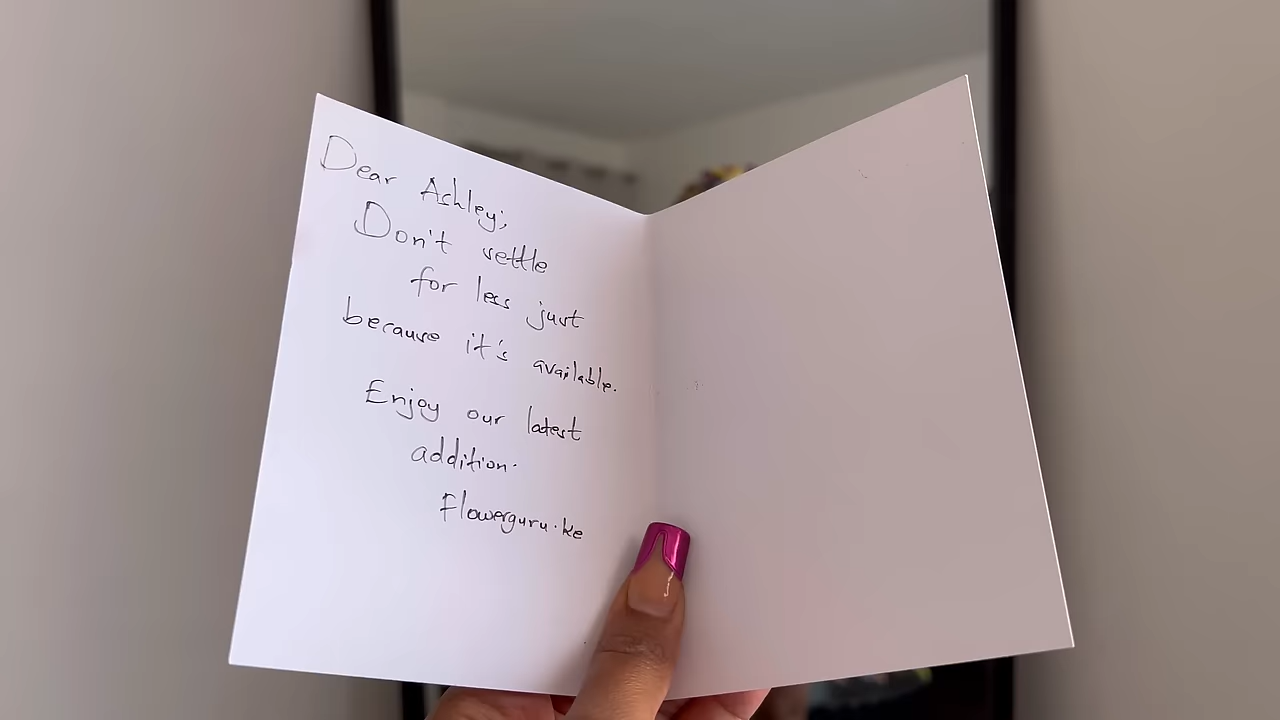 Dear Ashley;
Don't settle
for less just
because it's available.
Enjoy our latest
addition.
Flowerguru.ke